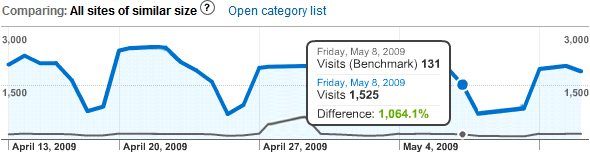 Comparing: All sites of similar size ? Open category list
3,000 3,000
Friday, May 8, 2009
Visits (Benchmark) 131
Friday, May 8, 2009
1,500 1,500
Visits 1,525
Difference: 1,064.1%
April 13, 2009 April 20, 2009 April 27, 2009 May 4, 2009